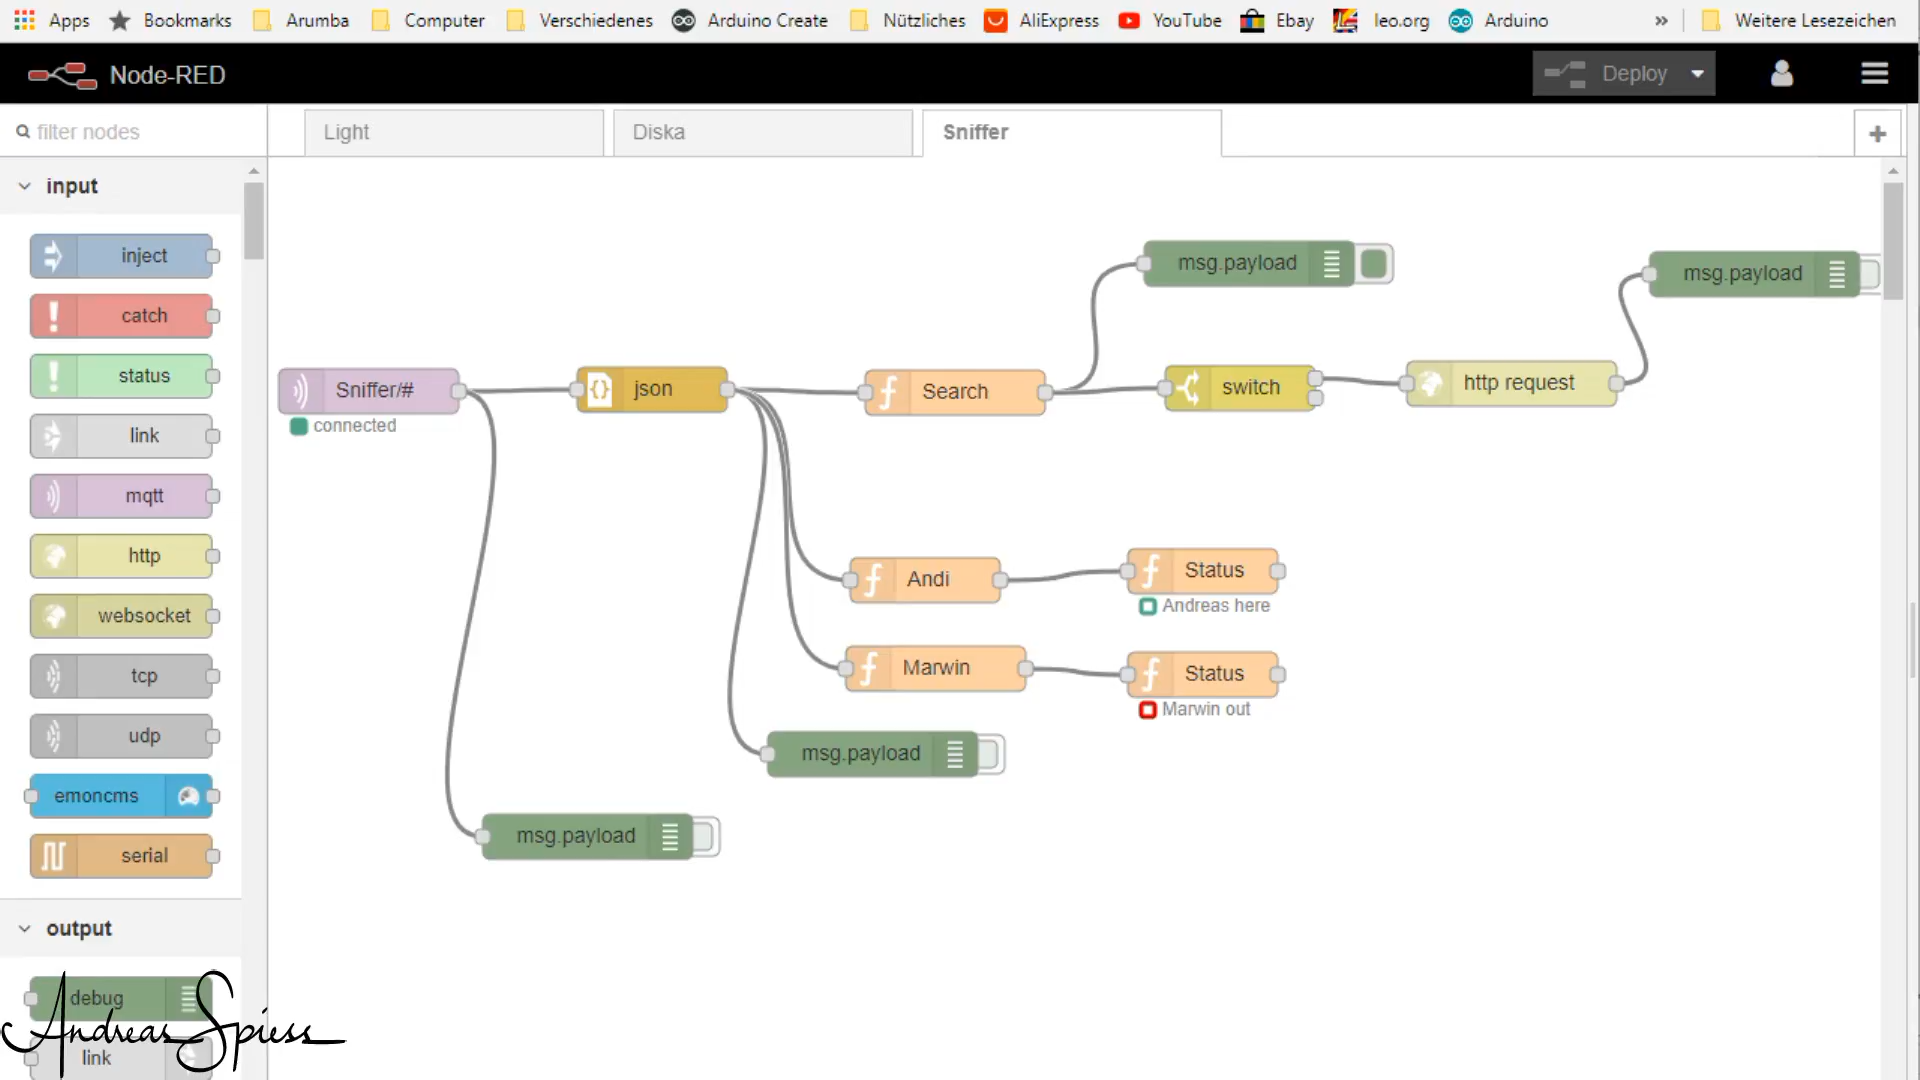 Apps Bookmarks Arumba Computer Verschiedenes Arduino Create Nützliches AliExpress YouTube Ebay leo.org Arduino » Weitere Lesezeichen
Node-RED Deploy
filter nodes Light Diska Sniffer +
input
inject
catch
status
link
mqtt
http
websocket
tcp
udp
emoncms
serial
output
debug
link
msg.payload
msg.payload
Sniffer/# json Search switch http request
connected
Andi Status
Andreas here
Marwin Status
Marwin out
msg.payload
msg.payload
Andreas Spiess